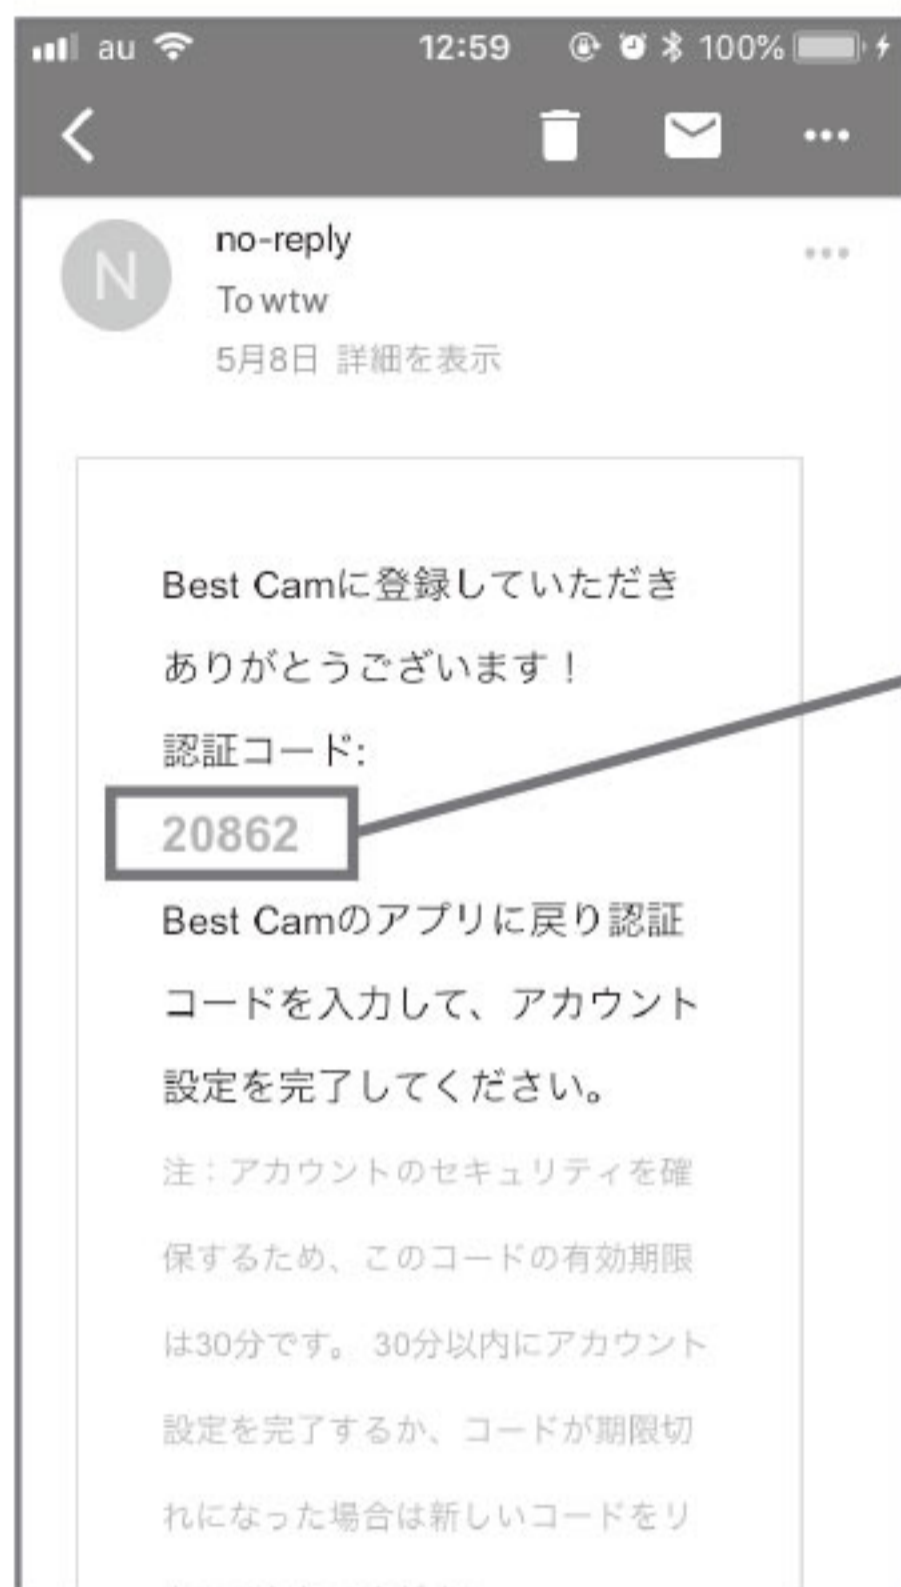 au 12:59 100%
N
no-reply
To wtw
5月8日 詳細を表示
Best Camに登録していただき
ありがとうございます！
認証コード:
20862
Best Camのアプリに戻り認証
コードを入力して、アカウント
設定を完了してください。
注：アカウントのセキュリティを確
保するため、このコードの有効期限
は30分です。 30分以内にアカウント
設定を完了するか、コードが期限切
れになった場合は新しいコードをリ